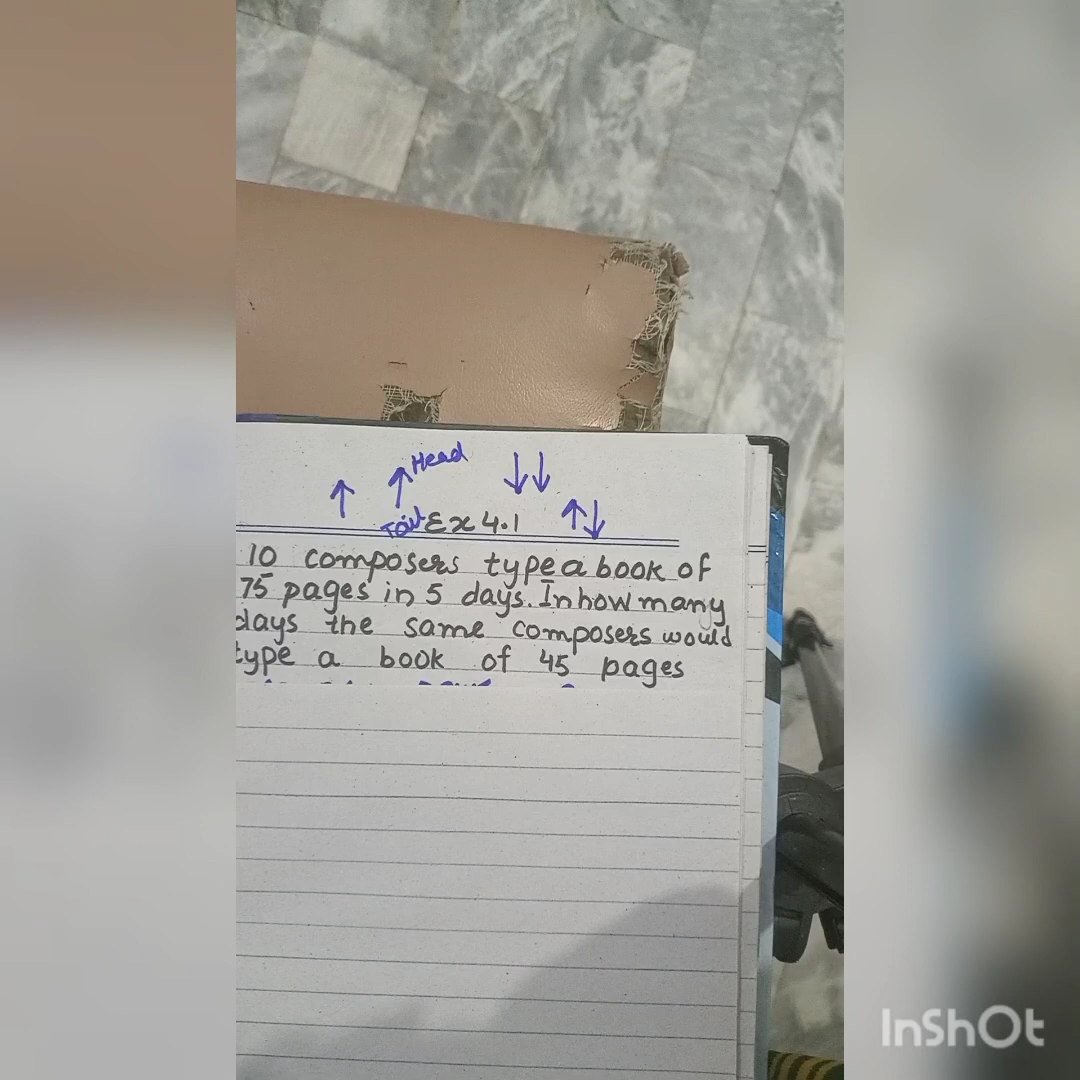 Head
Tail Ex 4.1
10 composers type a book of
75 pages in 5 days. In how many
days the same composers would
type a book of 45 pages
InShOt